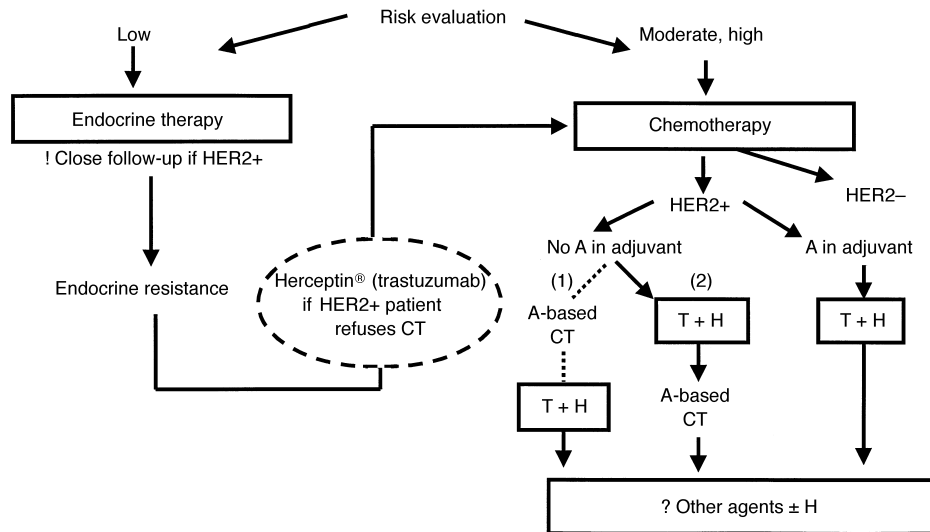 Risk evaluation
Low
Moderate, high
Endocrine therapy
Chemotherapy
! Close follow-up if HER2+
HER2+
HER2–
No A in adjuvant
A in adjuvant
Endocrine resistance
Herceptin® (trastuzumab)
if HER2+ patient
refuses CT
(1)
(2)
A-based
CT
T + H
T + H
T + H
A-based
CT
? Other agents ± H